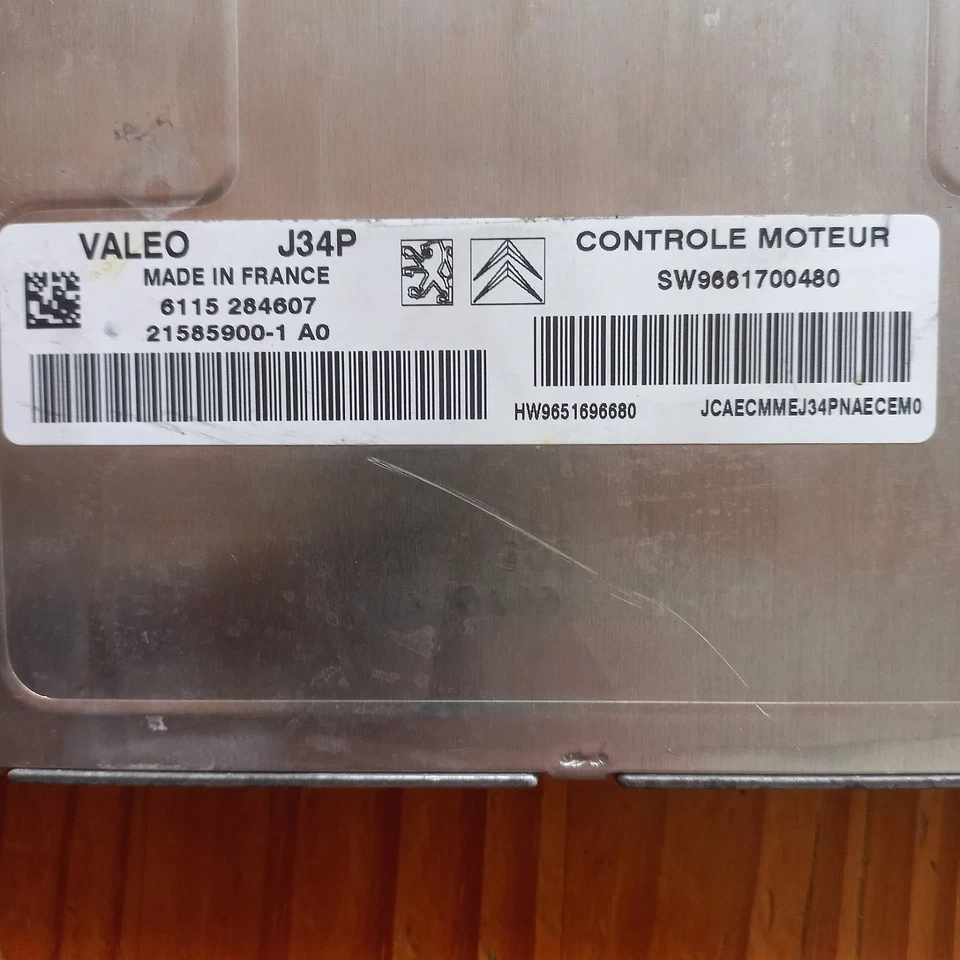 VALEO J34P
MADE IN FRANCE
6115 284607
21585900-1 A0
CONTROLE MOTEUR
SW9661700480
HW9651696680 JCAECMMEJ34PNAECEM0